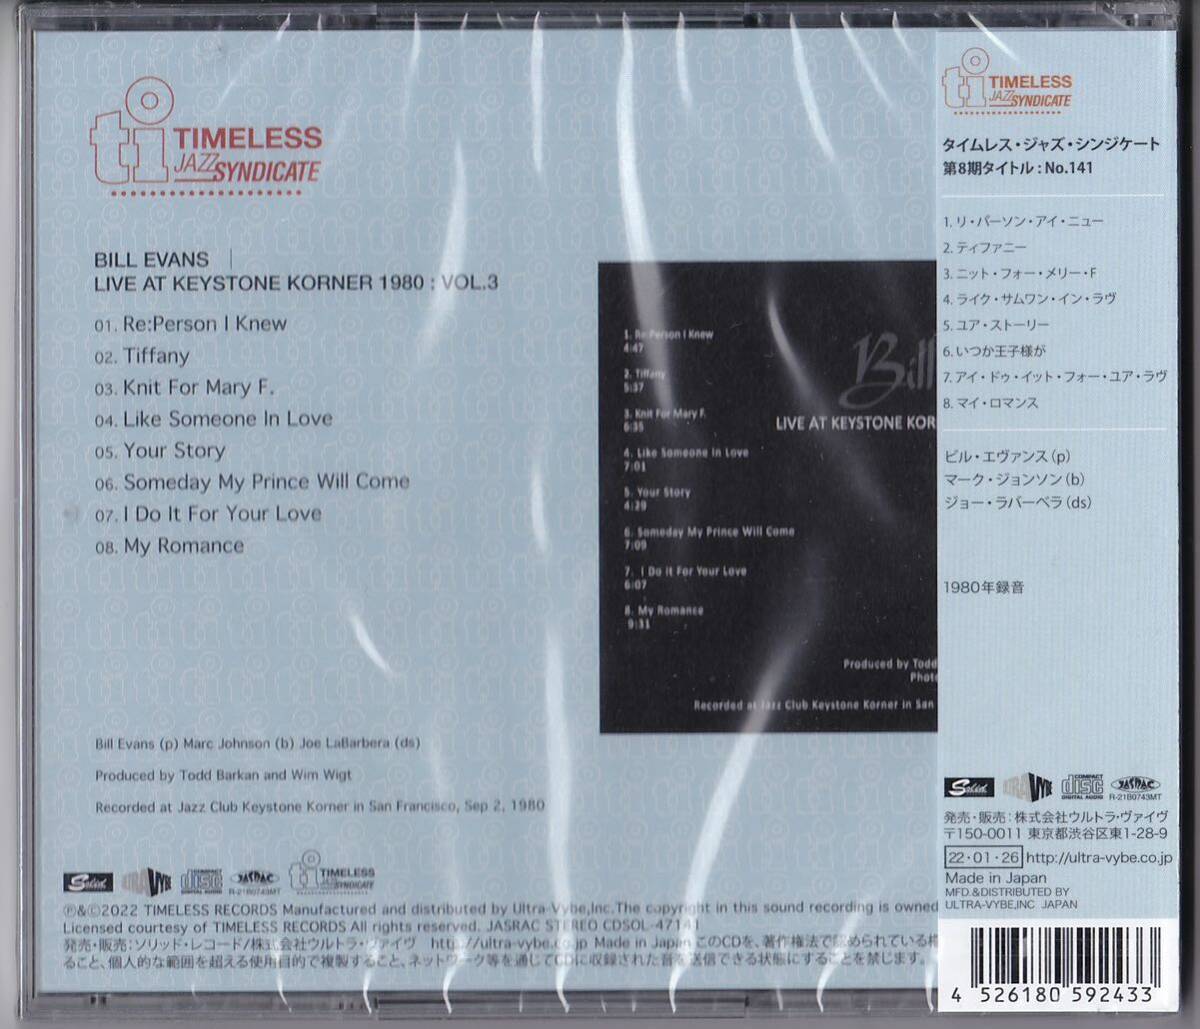 ti TIMELESS
JAZZ SYNDICATE
BILL EVANS
LIVE AT KEYSTONE KORNER 1980 : VOL.3
01. Re:Person I Knew
02. Tiffany
03. Knit For Mary F.
04. Like Someone In Love
05. Your Story
06. Someday My Prince Will Come
07. I Do It For Your Love
08. My Romance
Bill Evans (p) Marc Johnson (b) Joe LaBarbera (ds)
Produced by Todd Barkan and Wim Wigt
Recorded at Jazz Club Keystone Korner in San Francisco, Sep 2, 1980
1. Re:Person I Knew
4:47
2. Tiffany
5:37
3. Knit For Mary F.
6:35
4. Like Someone In Love
7:01
5. Your Story
4:29
6. Someday My Prince Will Come
7:09
7. I Do It For Your Love
6:07
8. My Romance
9:31
Bill
LIVE AT KEYSTONE KOR
Produced by Todd
Phot
Recorded at Jazz Club Keystone Korner in San
Solid ULTRA VYBE COMPACT disc DIGITAL AUDIO JASRAC R-21B0743MT ti TIMELESS JAZZ SYNDICATE
℗&©2022 TIMELESS RECORDS Manufactured and distributed by Ultra-Vybe,Inc.The copyright in this sound recording is owned
Licensed courtesy of TIMELESS RECORDS All rights reserved. JASRAC STEREO CDSOL-47141
発売・販売:ソリッド・レコード/株式会社ウルトラ・ヴァイヴ http://ultra-vybe.co.jp Made in Japan このCDを、著作権法で認められている権
ること、個人的な範囲を超える使用目的で複製すること、ネットワーク等を通じてCDに収録された音を送信できる状態にすることを禁じます。
ti TIMELESS
JAZZ SYNDICATE
タイムレス・ジャズ・シンジケート
第8期タイトル:No.141
1. リ・パーソン・アイ・ニュー
2. ティファニー
3. ニット・フォー・メリー・F
4. ライク・サムワン・イン・ラヴ
5. ユア・ストーリー
6. いつか王子様が
7. アイ・ドゥ・イット・フォー・ユア・ラヴ
8. マイ・ロマンス
ビル・エヴァンス(p)
マーク・ジョンソン(b)
ジョー・ラバーベラ(ds)
1980年録音
Solid ULTRA VYBE COMPACT disc DIGITAL AUDIO JASRAC R-21B0743MT
発売・販売:株式会社ウルトラ・ヴァイヴ
〒150-0011 東京都渋谷区東1-28-9
22・01・26 http://ultra-vybe.co.jp
Made in Japan
MFD.&DISTRIBUTED BY
ULTRA-VYBE,INC JAPAN
4 526180 592433